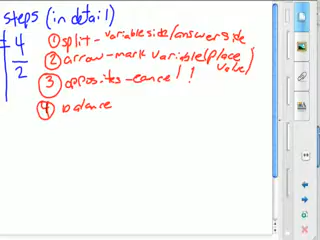 steps (in detail)
= 4
2
① split - variable side/answer side
② arrow - mark variable (place value)
③ opposites - cancel!!
④ balance